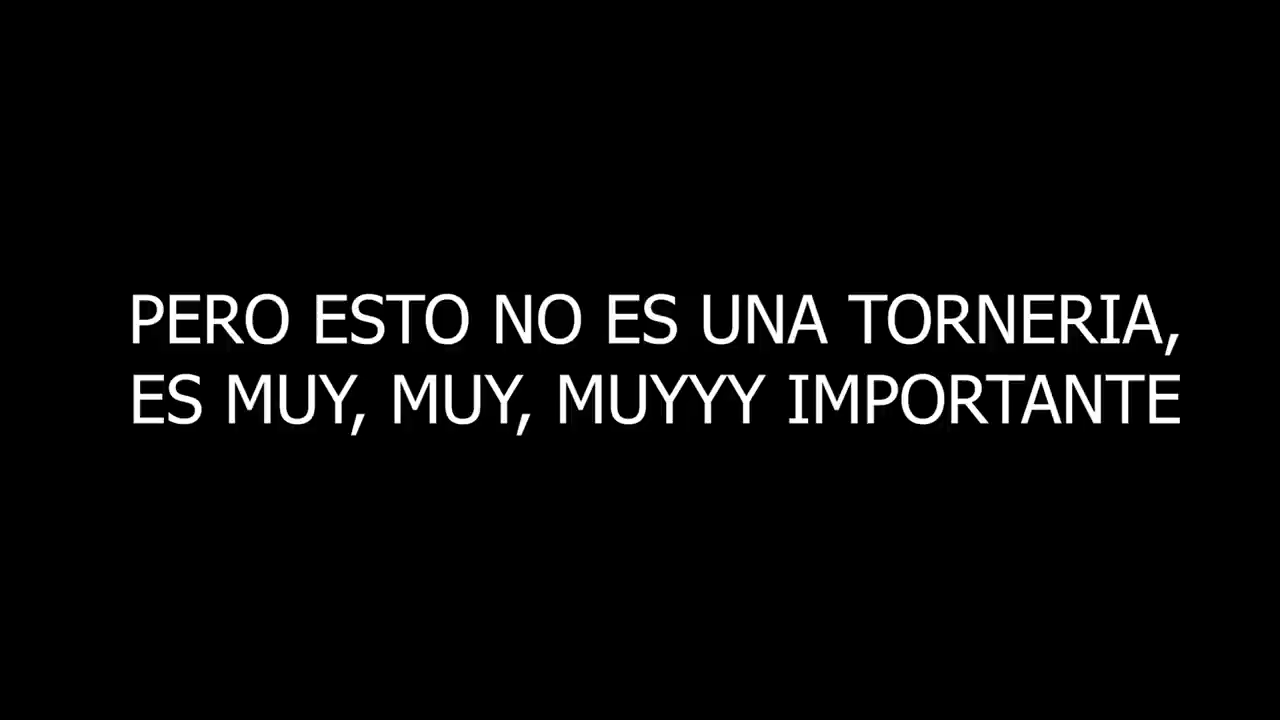 PERO ESTO NO ES UNA TORNERIA,
ES MUY, MUY, MUYYY IMPORTANTE